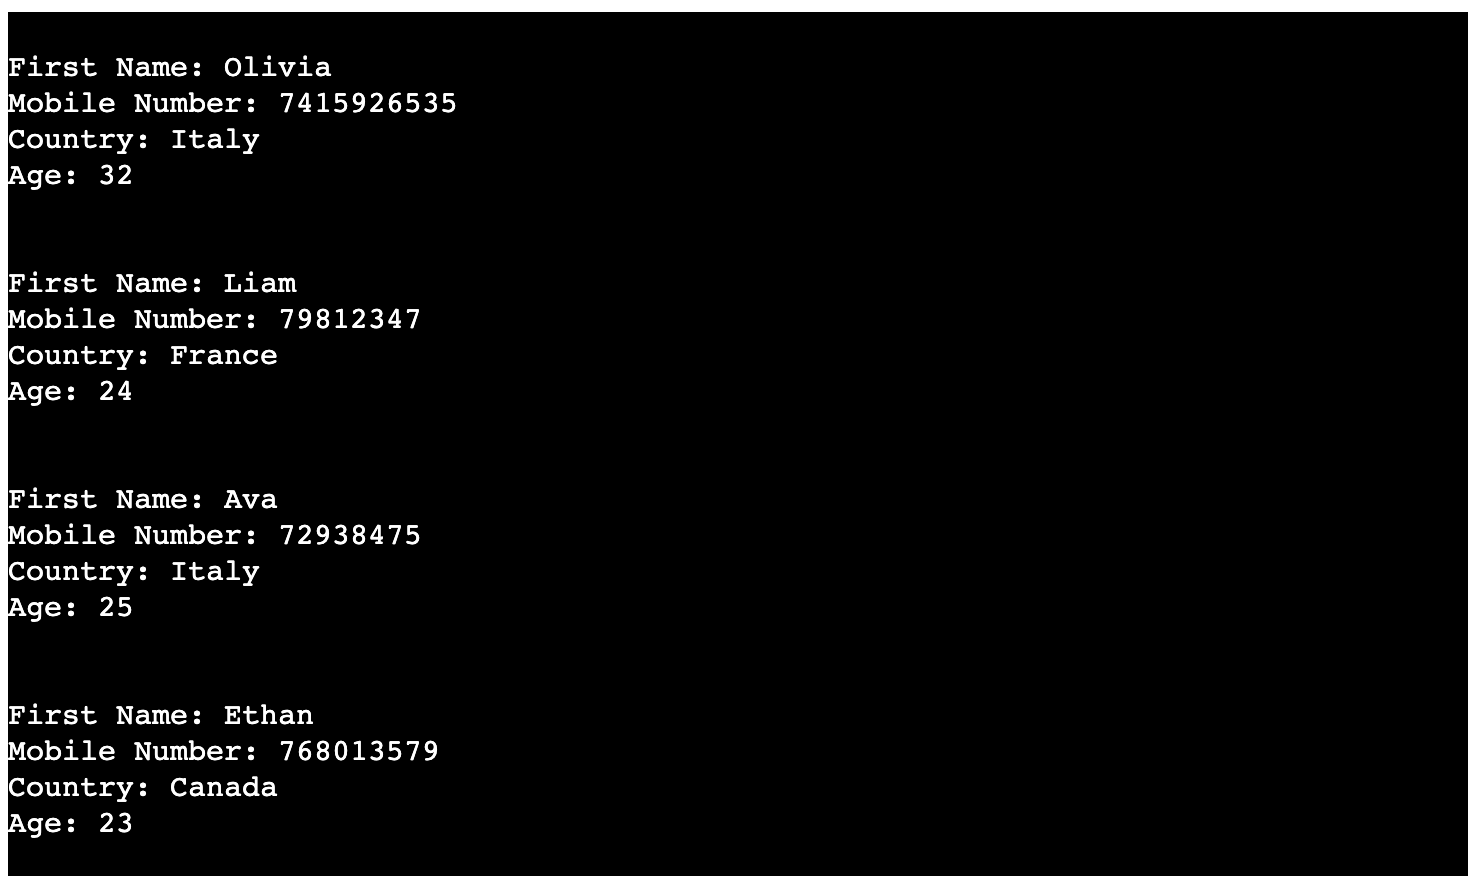 First Name: Olivia
Mobile Number: 7415926535
Country: Italy
Age: 32
First Name: Liam
Mobile Number: 79812347
Country: France
Age: 24
First Name: Ava
Mobile Number: 72938475
Country: Italy
Age: 25
First Name: Ethan
Mobile Number: 768013579
Country: Canada
Age: 23